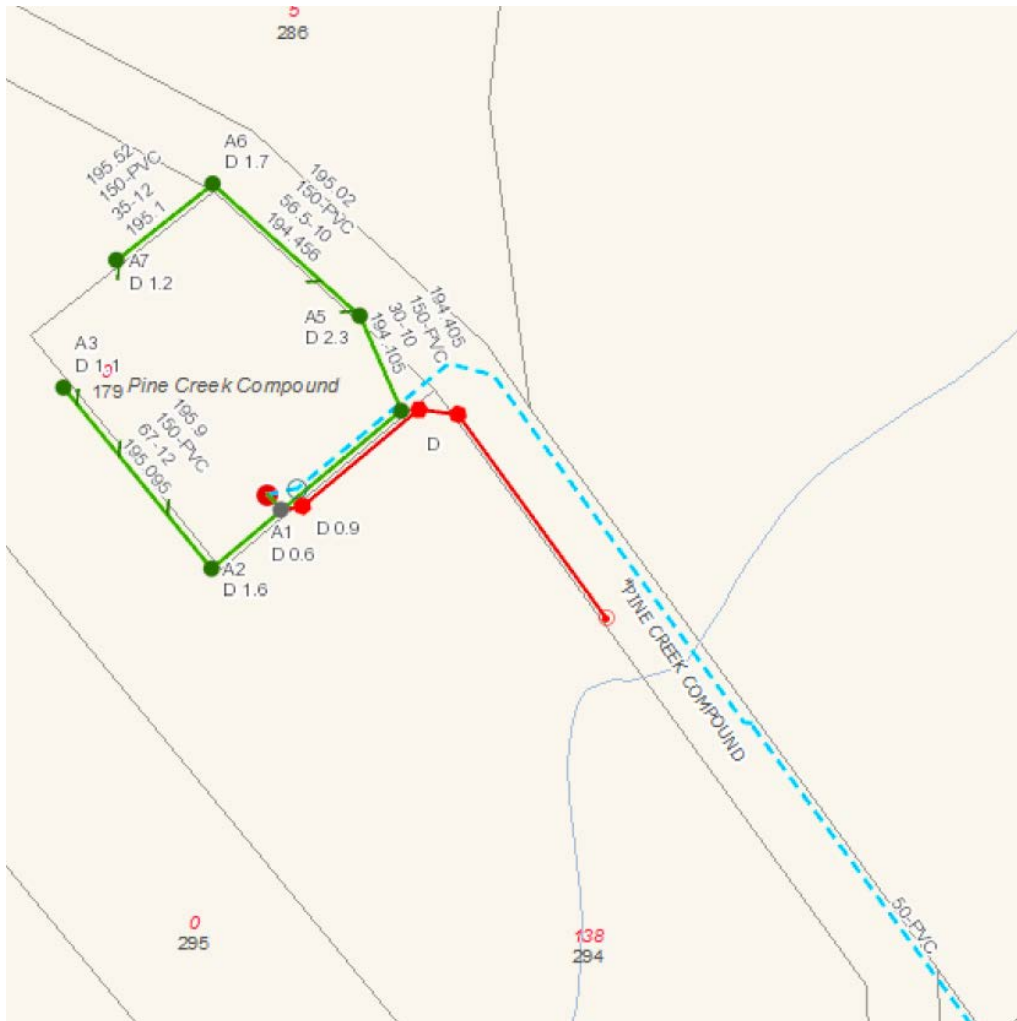 5
286
A6
D 1.7
195.52
150-PVC
35-12
195.1
195.02
150-PVC
56.5-10
194.456
A7
D 1.2
A5
D 2.3
194.405
150-PVC
30-10
194.105
A3
D 1.1
0
179
Pine Creek Compound
195.9
150-PVC
67-12
195.095
D
D 0.9
A1
D 0.6
A2
D 1.6
"PINE CREEK COMPOUND
50-PVC
0
295
138
294